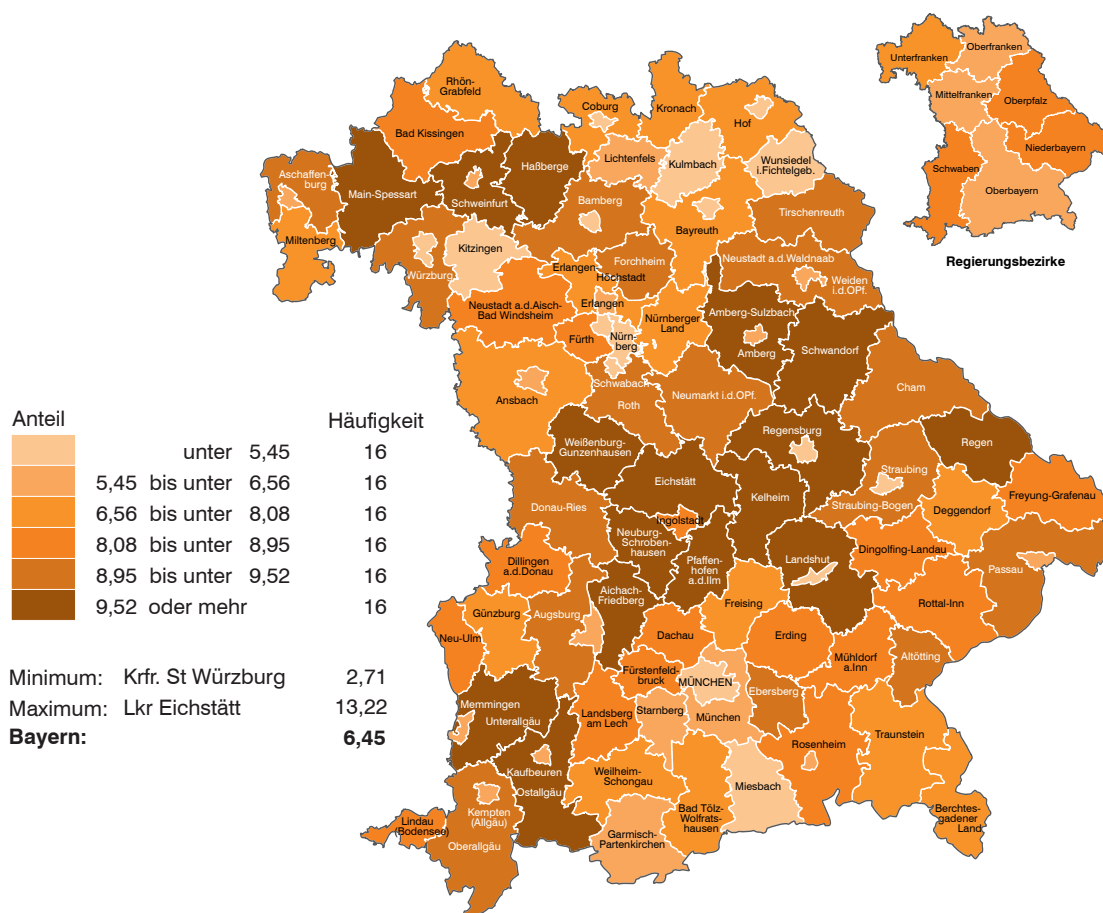 Unterfranken
Oberfranken
Mittelfranken
Oberpfalz
Niederbayern
Schwaben
Oberbayern
Regierungsbezirke
Rhön-
Grabfeld
Coburg
Kronach
Hof
Bad Kissingen
Lichtenfels
Kulmbach
Wunsiedel
i.Fichtelgeb.
Aschaffen-
burg
Main-Spessart
Schweinfurt
Haßberge
Bamberg
Tirschenreuth
Bayreuth
Miltenberg
Würzburg
Kitzingen
Erlangen
Höchstadt
Forchheim
Neustadt a.d.Waldnaab
Weiden
i.d.OPf.
Neustadt a.d.Aisch-
Bad Windsheim
Erlangen
Fürth
Nürn-
berg
Nürnberger
Land
Amberg-Sulzbach
Amberg
Schwandorf
Ansbach
Schwabach
Roth
Neumarkt i.d.OPf.
Cham
Weißenburg-
Gunzenhausen
Regensburg
Regen
Eichstätt
Kelheim
Straubing
Straubing-Bogen
Freyung-Grafenau
Deggendorf
Donau-Ries
Ingolstadt
Neuburg-
Schroben-
hausen
Pfaffen-
hofen
a.d.Ilm
Landshut
Dingolfing-Landau
Passau
Dillingen
a.d.Donau
Aichach-
Friedberg
Freising
Rottal-Inn
Günzburg
Augsburg
Neu-Ulm
Dachau
Erding
Mühldorf
a.Inn
Altötting
Fürstenfeld-
bruck
MÜNCHEN
Ebersberg
Memmingen
Unterallgäu
Landsberg
am Lech
Starnberg
München
Rosenheim
Traunstein
Kaufbeuren
Ostallgäu
Weilheim-
Schongau
Miesbach
Bad Tölz-
Wolfrats-
hausen
Berchtes-
gadener
Land
Kempten
(Allgäu)
Lindau
(Bodensee)
Oberallgäu
Garmisch-
Partenkirchen
Anteil Häufigkeit
unter 5,45 16
5,45 bis unter 6,56 16
6,56 bis unter 8,08 16
8,08 bis unter 8,95 16
8,95 bis unter 9,52 16
9,52 oder mehr 16
Minimum: Krfr. St Würzburg 2,71
Maximum: Lkr Eichstätt 13,22
Bayern: 6,45